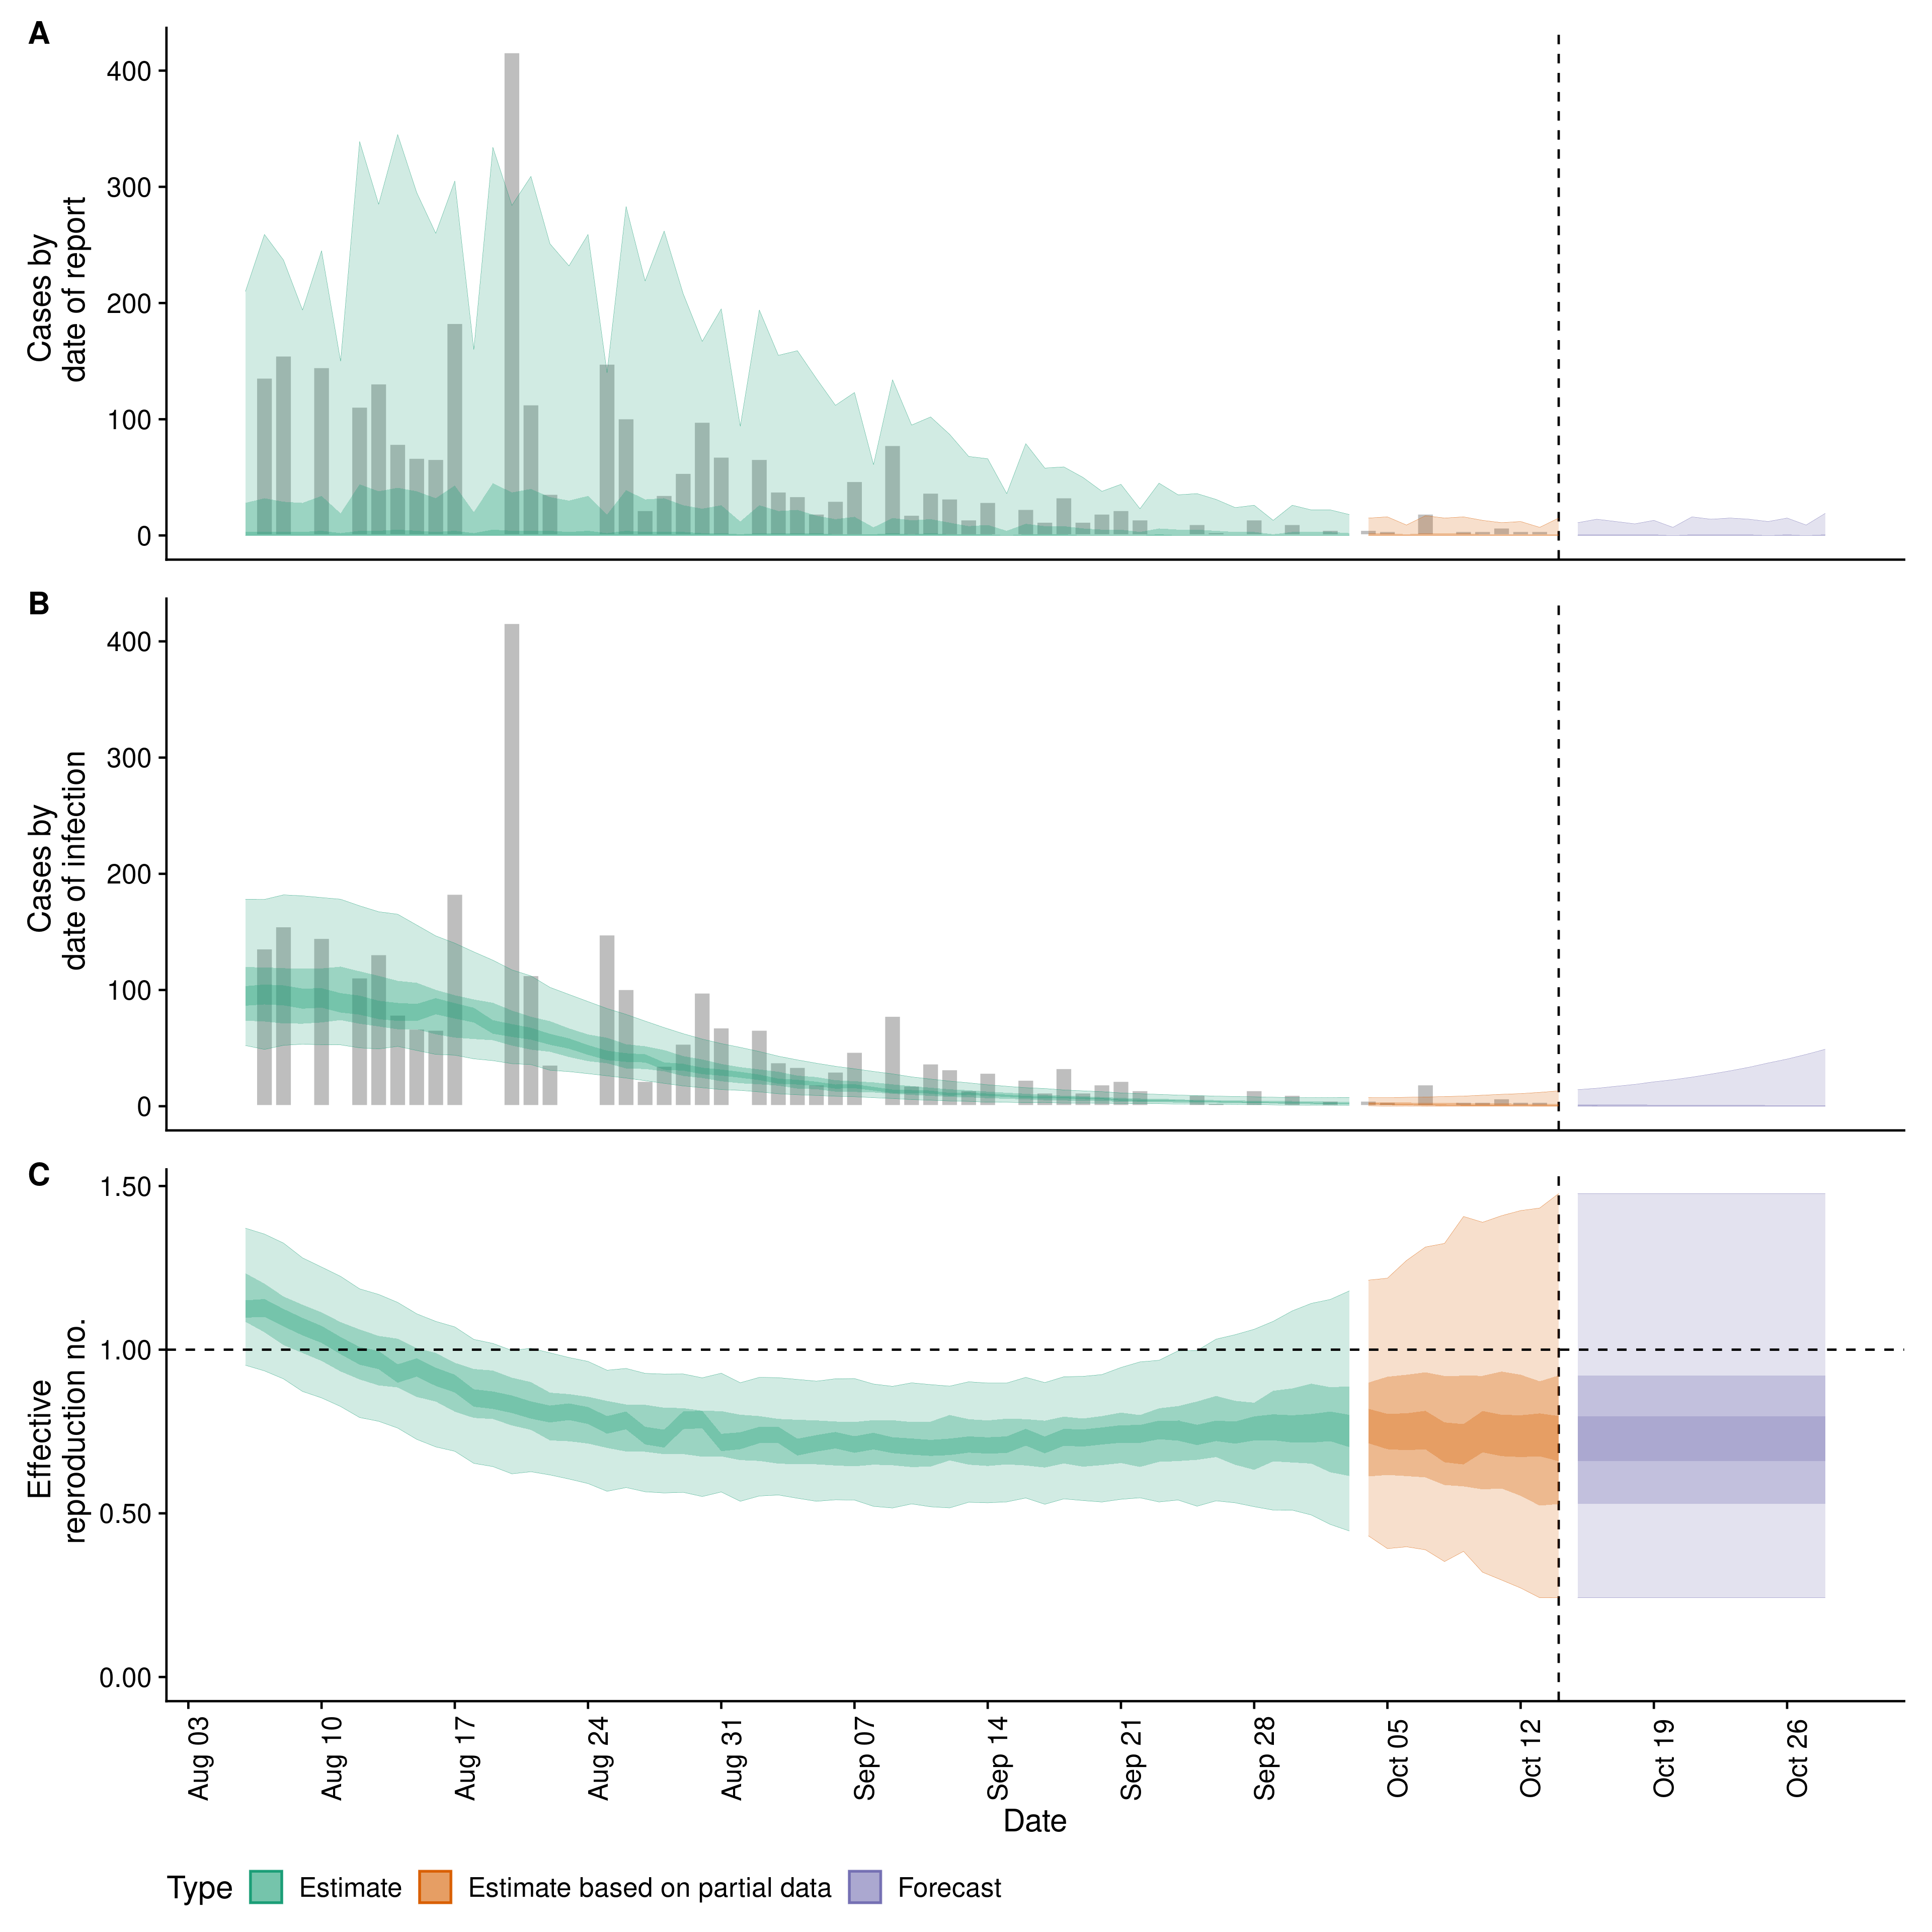 A
Cases by
date of report
400
300
200
100
0
B
Cases by
date of infection
400
300
200
100
0
C
Effective
reproduction no.
1.50
1.00
0.50
0.00
Aug 03
Aug 10
Aug 17
Aug 24
Aug 31
Sep 07
Sep 14
Sep 21
Sep 28
Oct 05
Oct 12
Oct 19
Oct 26
Date
Type Estimate Estimate based on partial data Forecast